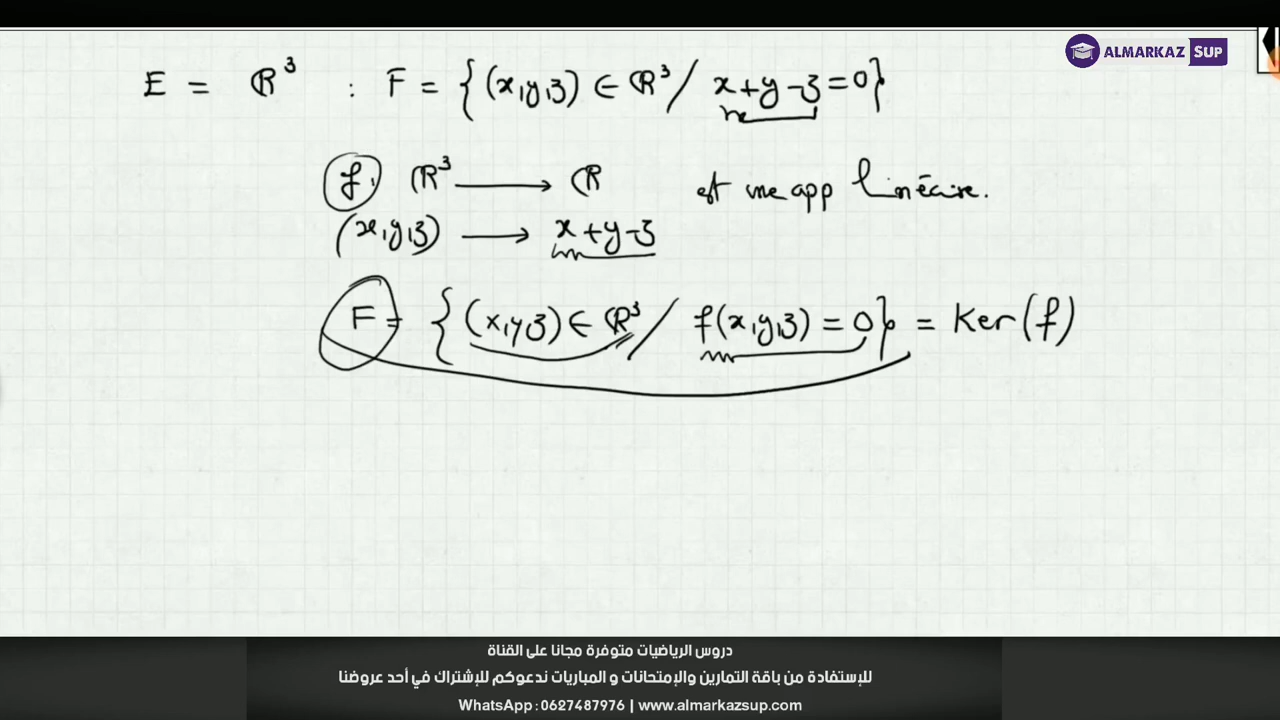 ALMARKAZ SUP
E = ℝ³ : F = {(x,y,z) ∈ ℝ³ / x+y-z=0}
f: ℝ³ → ℝ est une app linéaire.
(x,y,z) → x+y-z
F = {(x,y,z) ∈ ℝ³ / f(x,y,z) = 0} = Ker(f)
دروس الرياضيات متوفرة مجانا على القناة
للإستفادة من باقة التمارين والإمتحانات و المباريات ندعوكم للإشتراك في أحد عروضنا
WhatsApp : 0627487976 | www.almarkazsup.com